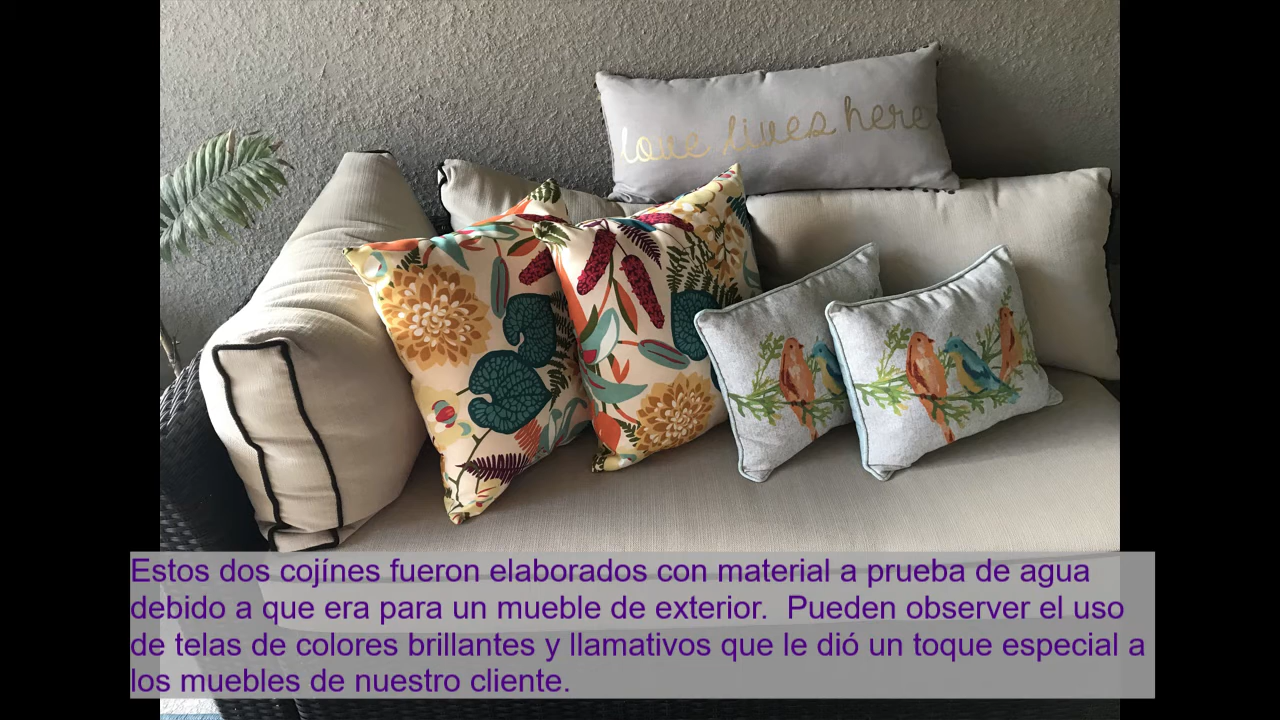 love lives here
Estos dos cojínes fueron elaborados con material a prueba de agua
debido a que era para un mueble de exterior.  Pueden observer el uso
de telas de colores brillantes y llamativos que le dió un toque especial a
los muebles de nuestro cliente.